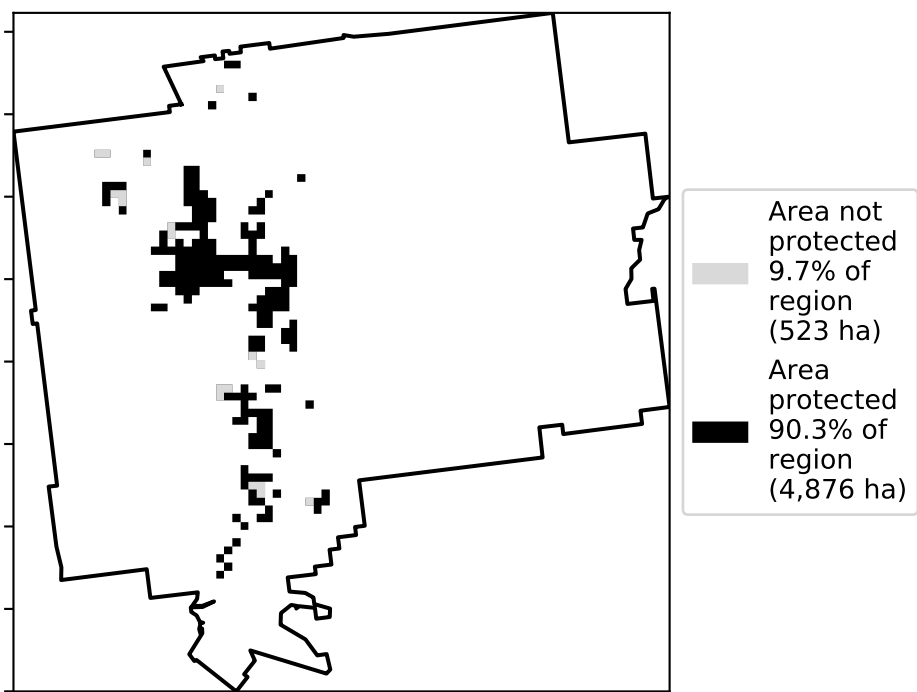 Area not
protected
9.7% of
region
(523 ha)
Area
protected
90.3% of
region
(4,876 ha)